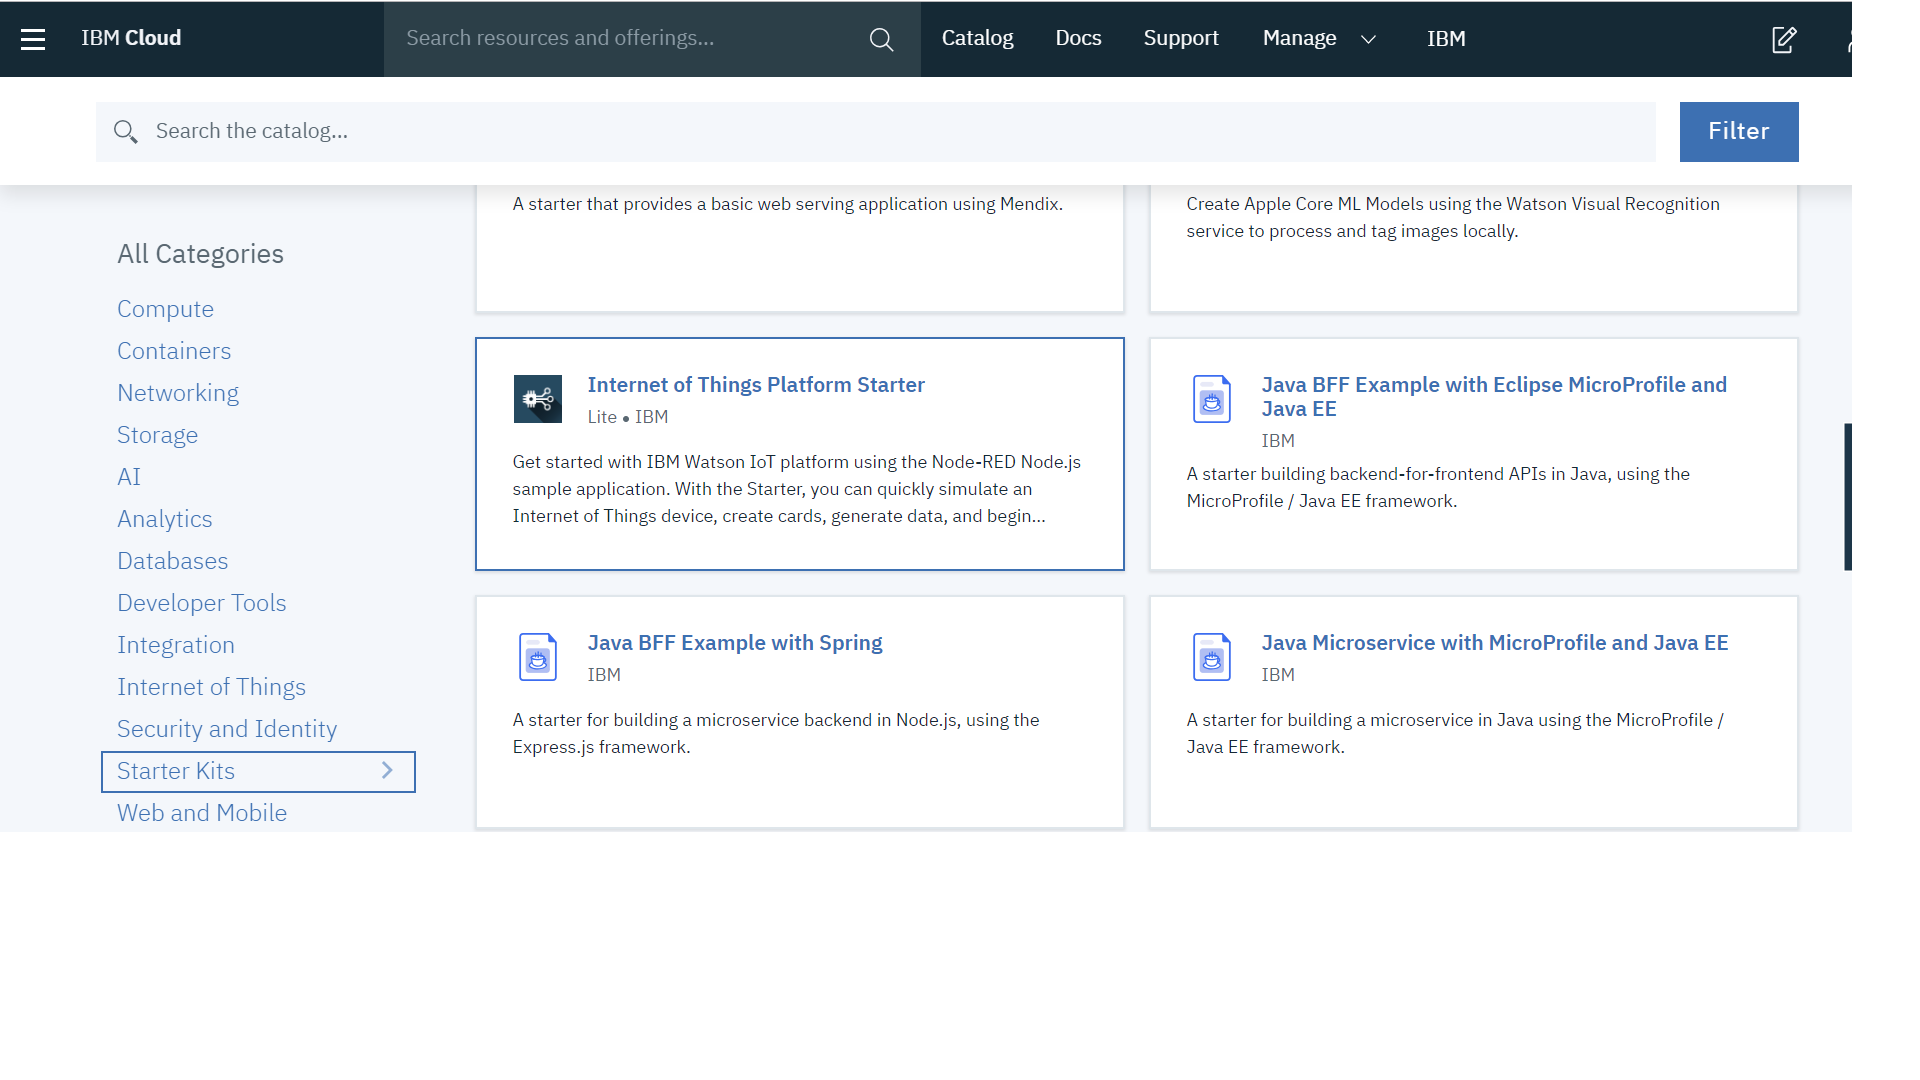 IBM Cloud
Search resources and offerings...
Catalog
Docs
Support
Manage
IBM
Search the catalog...
Filter
All Categories
Compute
Containers
Networking
Storage
AI
Analytics
Databases
Developer Tools
Integration
Internet of Things
Security and Identity
Starter Kits
Web and Mobile
A starter that provides a basic web serving application using Mendix.
Create Apple Core ML Models using the Watson Visual Recognition
service to process and tag images locally.
Internet of Things Platform Starter
Lite • IBM
Get started with IBM Watson IoT platform using the Node-RED Node.js
sample application. With the Starter, you can quickly simulate an
Internet of Things device, create cards, generate data, and begin...
Java BFF Example with Eclipse MicroProfile and
Java EE
IBM
A starter building backend-for-frontend APIs in Java, using the
MicroProfile / Java EE framework.
Java BFF Example with Spring
IBM
A starter for building a microservice backend in Node.js, using the
Express.js framework.
Java Microservice with MicroProfile and Java EE
IBM
A starter for building a microservice in Java using the MicroProfile /
Java EE framework.